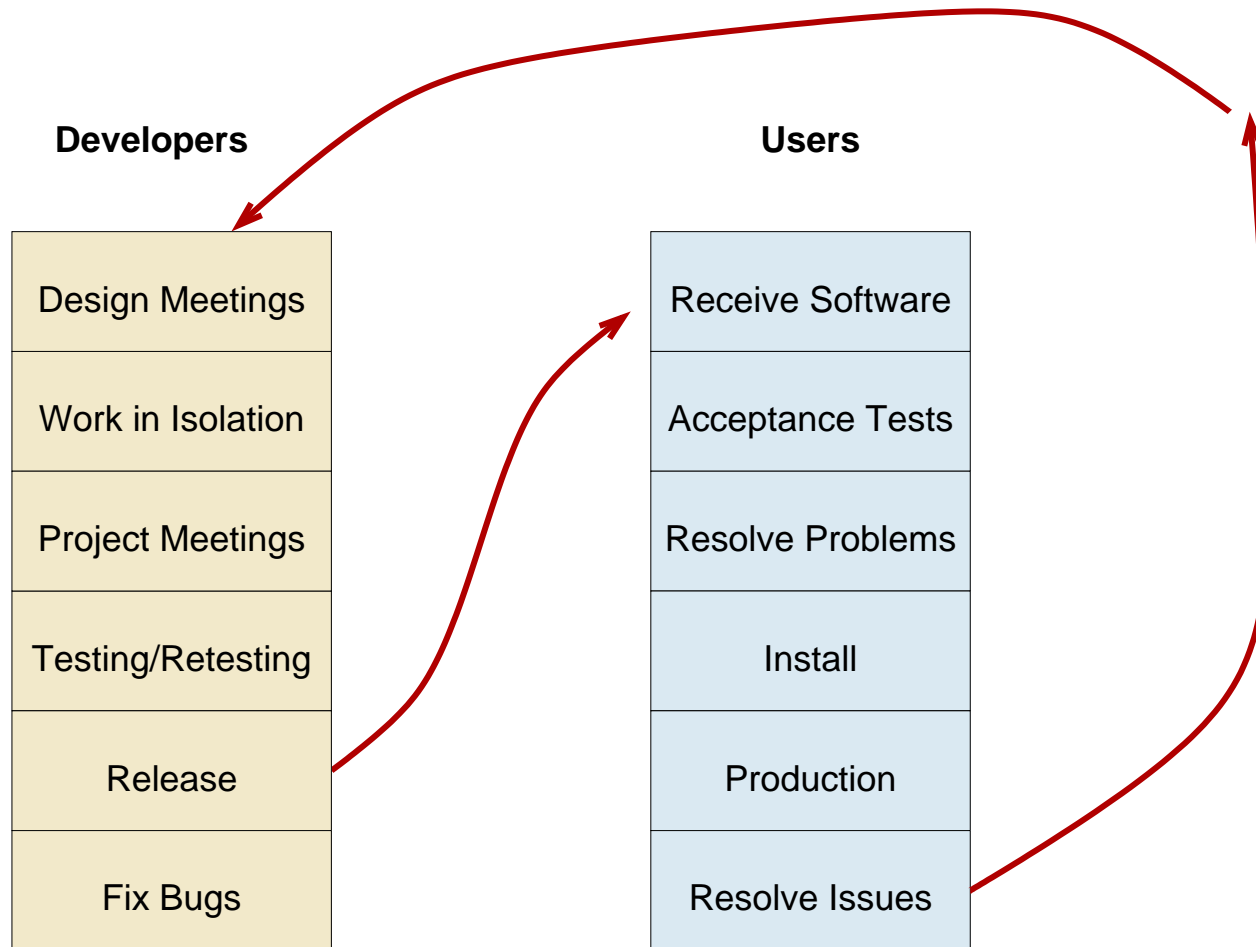 Developers
Users
Design Meetings
Work in Isolation
Project Meetings
Testing/Retesting
Release
Fix Bugs
Receive Software
Acceptance Tests
Resolve Problems
Install
Production
Resolve Issues